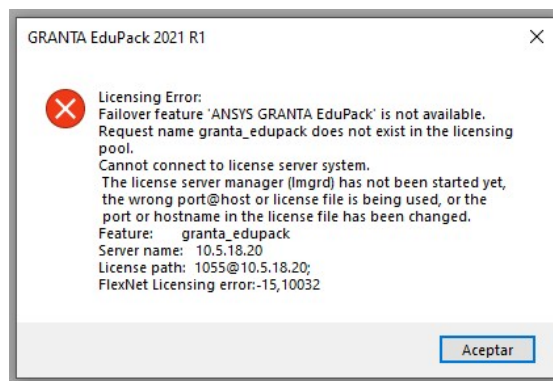 GRANTA EduPack 2021 R1
Licensing Error:
Failover feature 'ANSYS GRANTA EduPack' is not available.
Request name granta_edupack does not exist in the licensing
pool.
Cannot connect to license server system.
The license server manager (lmgrd) has not been started yet,
the wrong port@host or license file is being used, or the
port or hostname in the license file has been changed.
Feature: granta_edupack
Server name: 10.5.18.20
License path: 1055@10.5.18.20;
FlexNet Licensing error:-15,10032
Aceptar